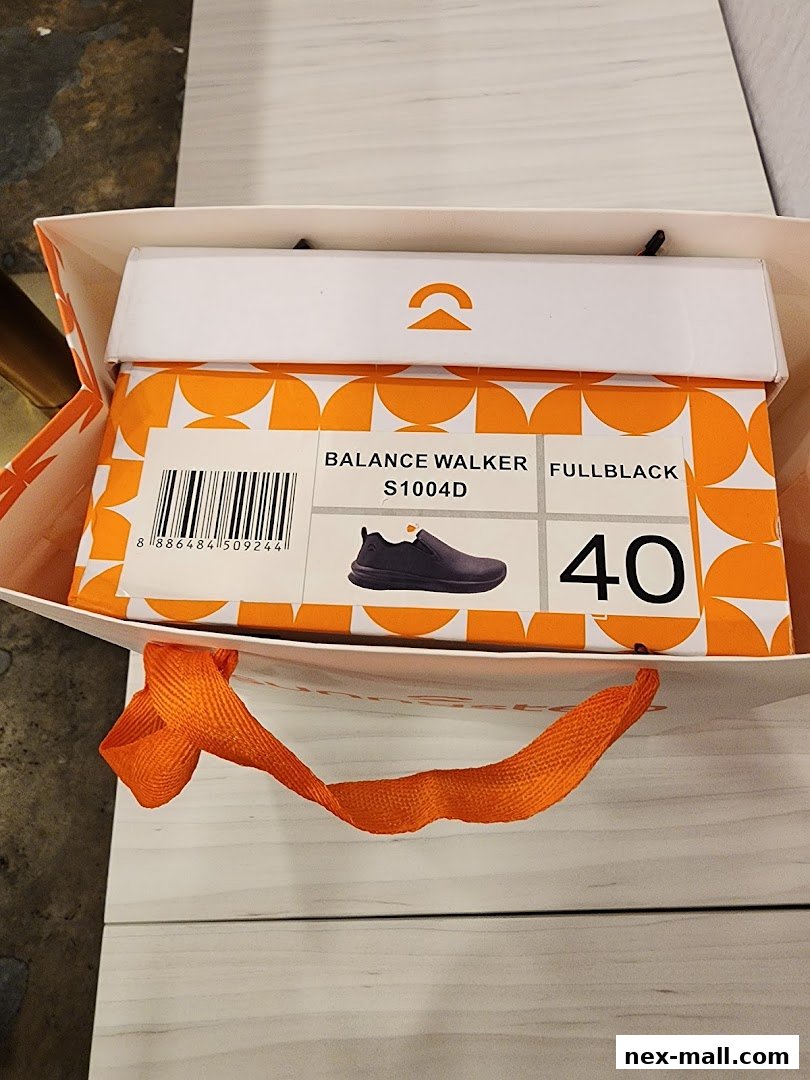 BALANCE WALKER
S1004D
FULLBLACK
8 886484 509244
40
nex-mall.com